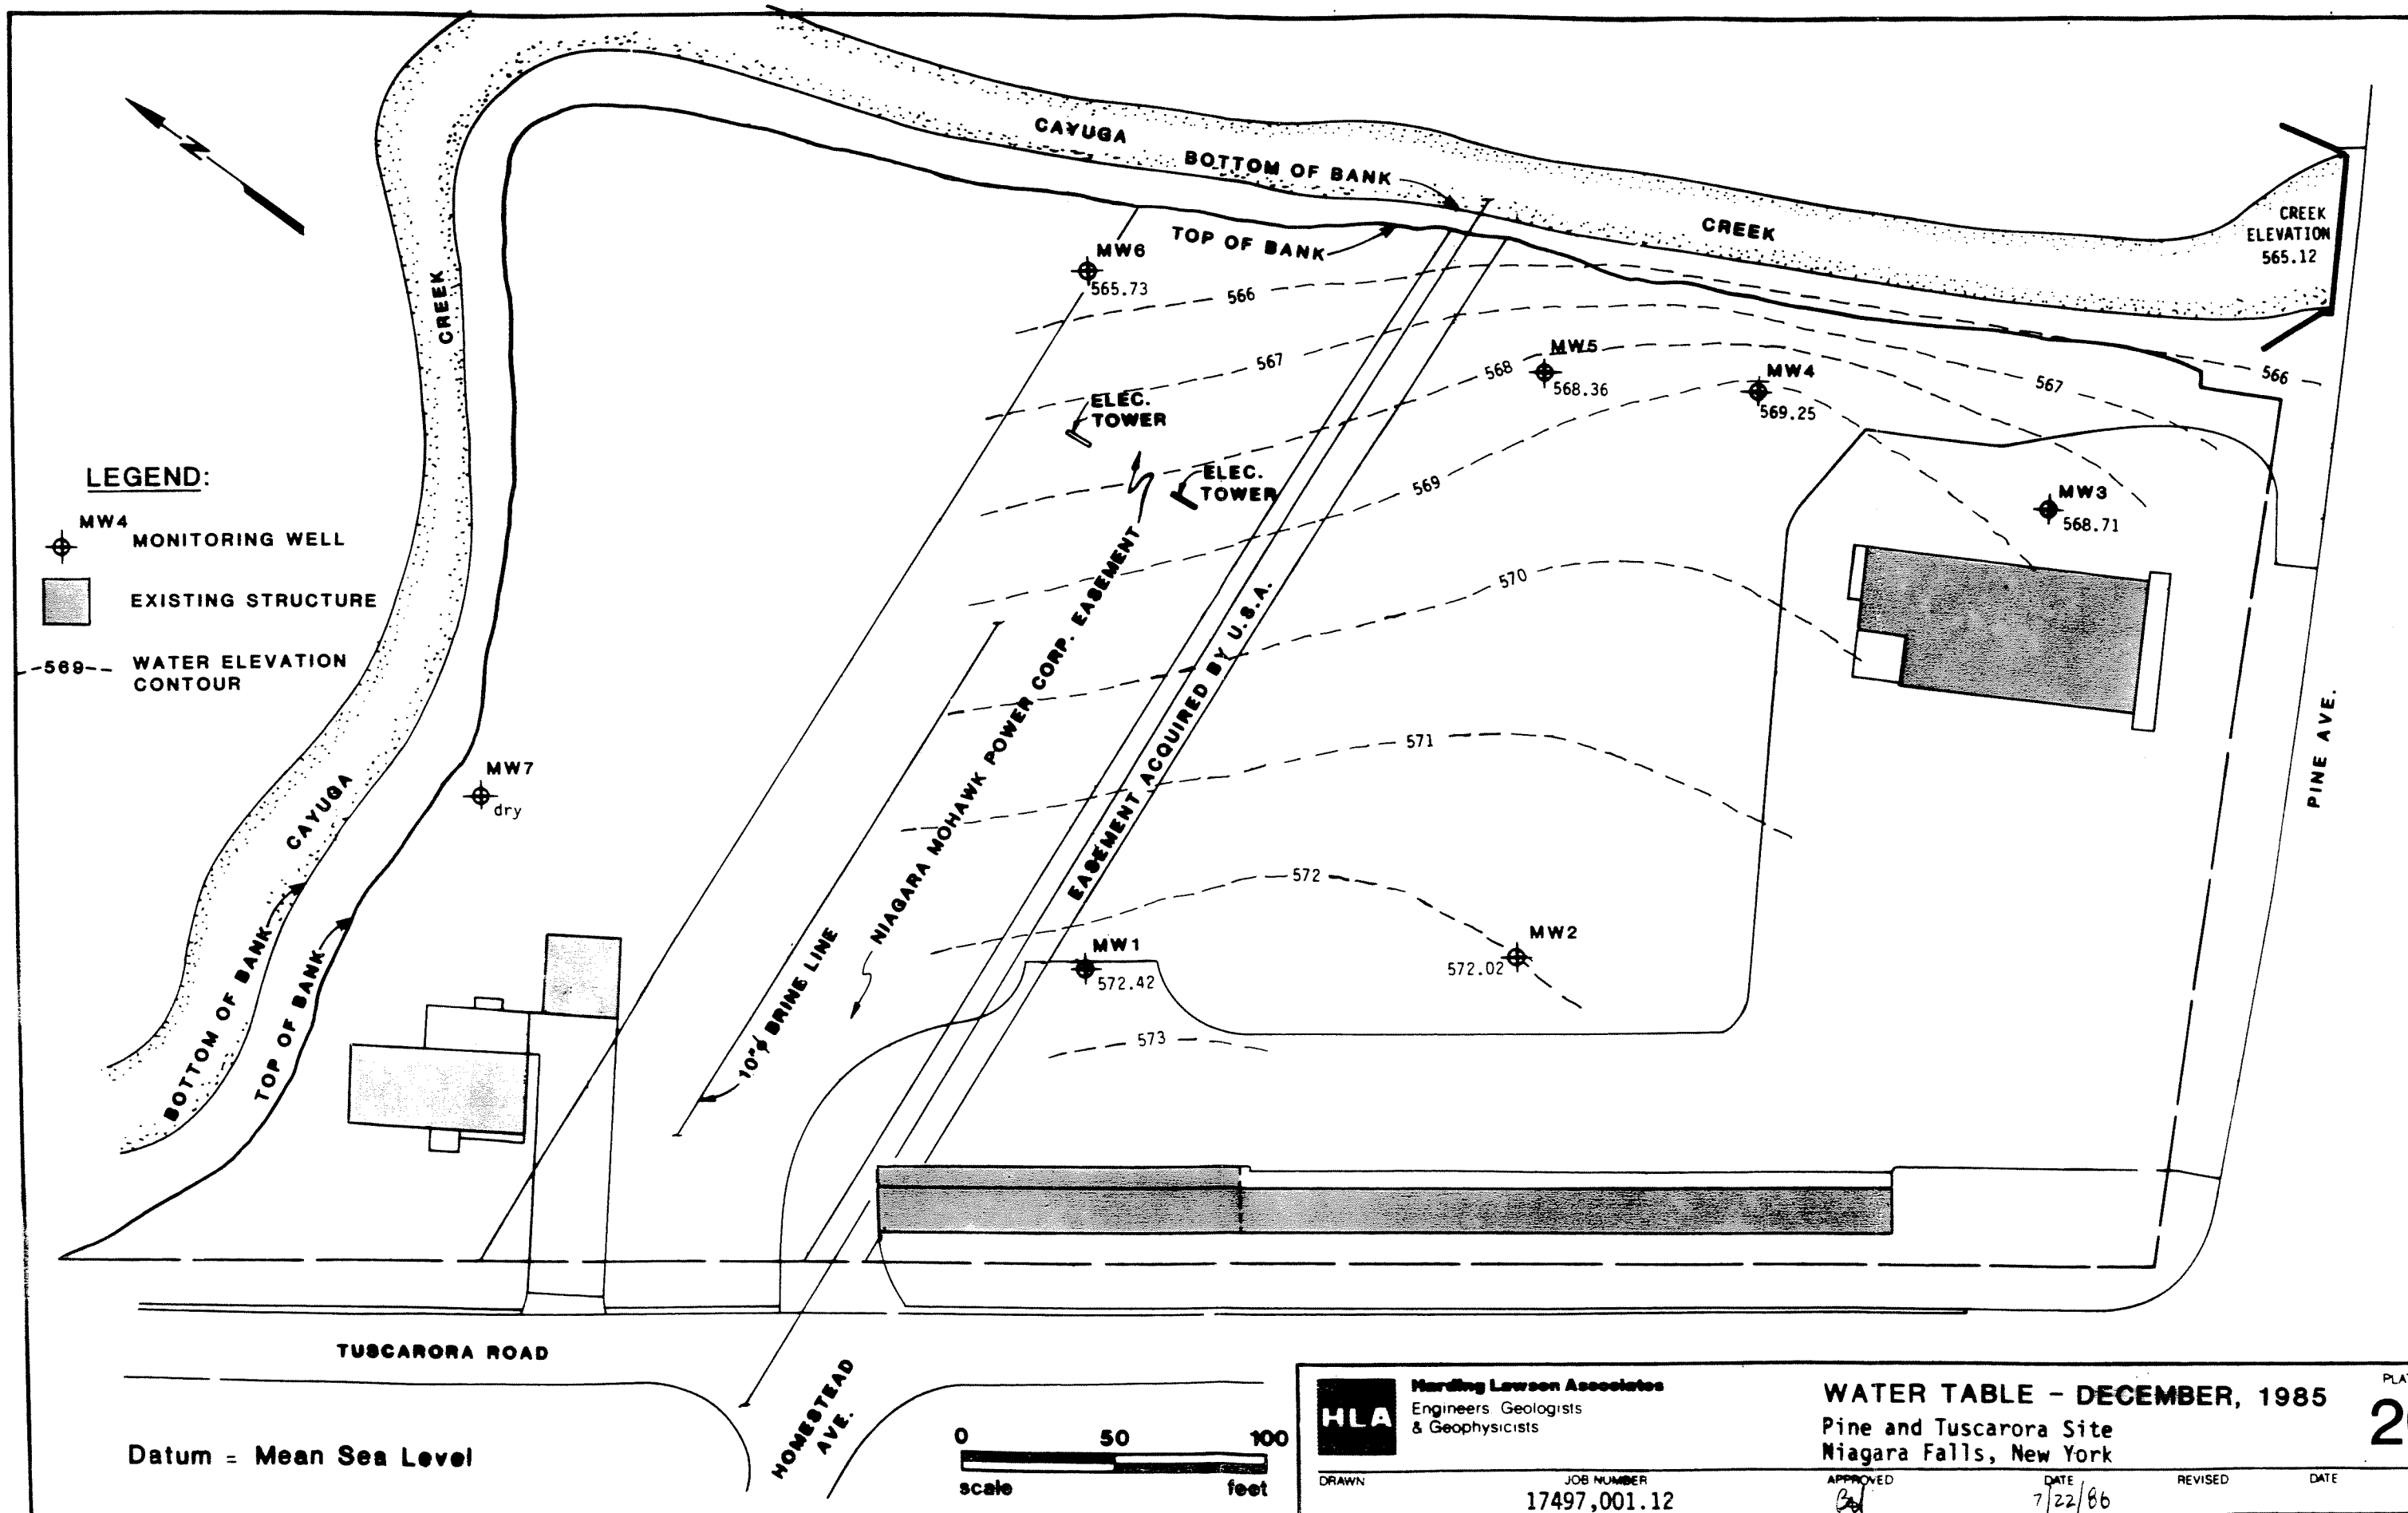 CAYUGA
BOTTOM OF BANK
CREEK
CREEK
ELEVATION
565.12
N
MW6
565.73
TOP OF BANK
566
CREEK
567
MW5
568.36
568
MW4
569.25
567
566
ELEC.
TOWER
ELEC.
TOWER
569
MW3
568.71
LEGEND:
MW4
MONITORING WELL
EXISTING STRUCTURE
-569--
WATER ELEVATION
CONTOUR
570
NIAGARA MOHAWK POWER CORP. EASEMENT
EASEMENT ACQUIRED BY U.S.A.
PINE AVE.
571
MW7
dry
CAYUGA
572
BOTTOM OF BANK
TOP OF BANK
10"ϕ BRINE LINE
MW1
572.42
MW2
572.02
573
TUSCARORA ROAD
HOMESTEAD
AVE.
Datum = Mean Sea Level
0 50 100
scale feet
HLA
Harding Lawson Associates
Engineers Geologists
& Geophysicists
WATER TABLE - DECEMBER, 1985
Pine and Tuscarora Site
Niagara Falls, New York
DRAWN
JOB NUMBER
17497,001.12
APPROVED
DATE
7/22/86
REVISED
DATE